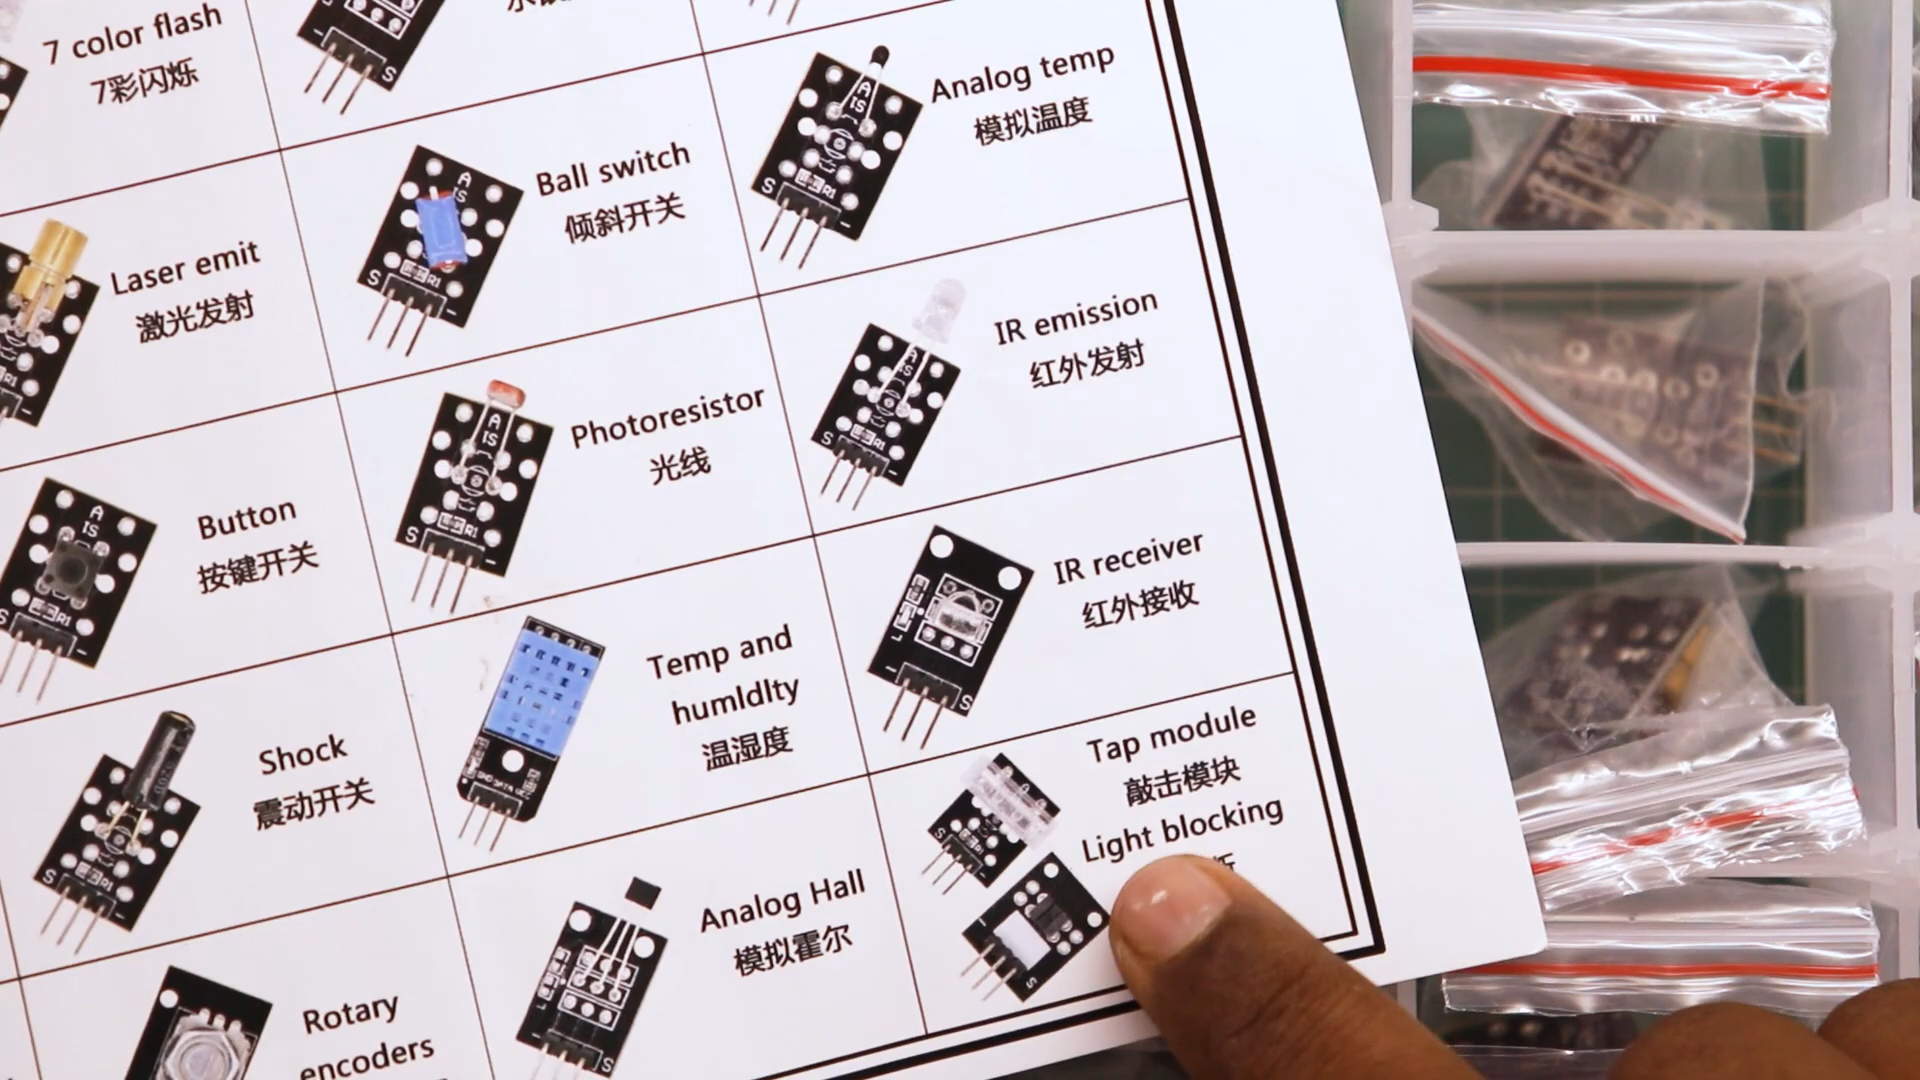 7 color flash
7彩闪烁
Analog temp
模拟温度
Ball switch
倾斜开关
Laser emit
激光发射
IR emission
红外发射
Photoresistor
光线
Button
按键开关
IR receiver
红外接收
Temp and
humldlty
温湿度
Shock
震动开关
Tap module
敲击模块
Light blocking
Analog Hall
模拟霍尔
Rotary
encoders